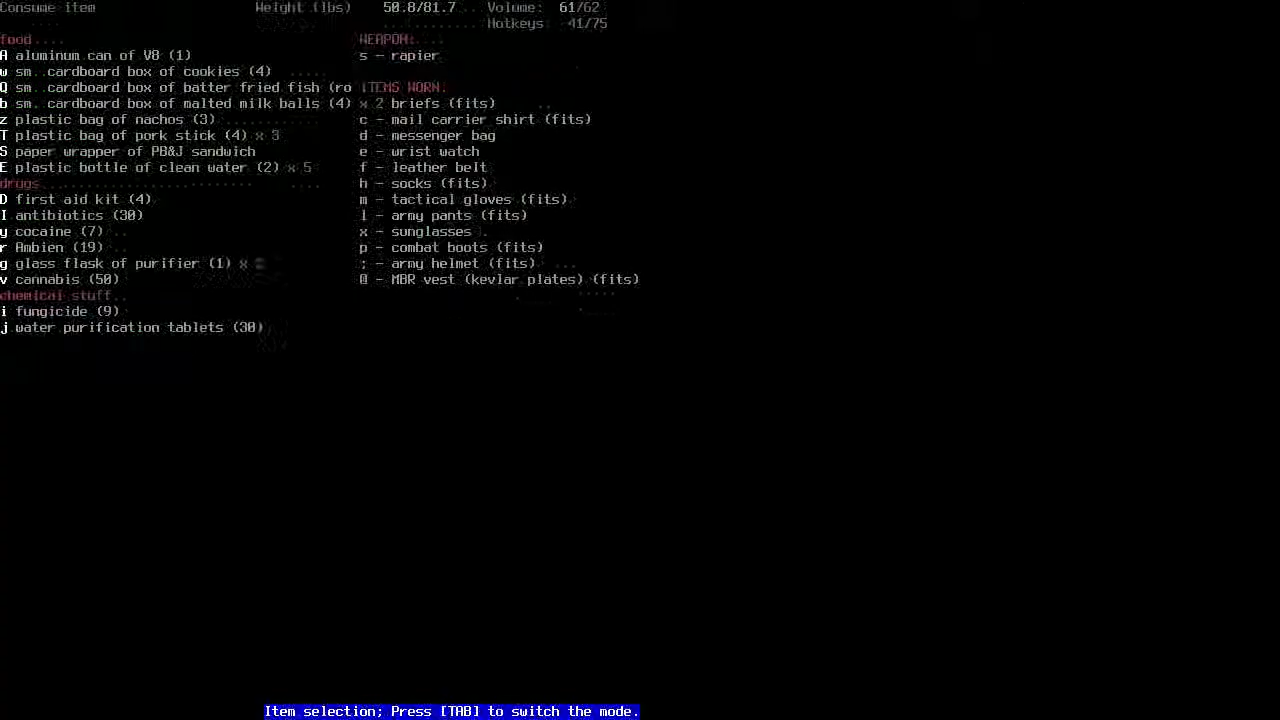 Consume item Weight (lbs) 50.8/81.7 Volume: 61/62
Hotkeys: 41/75
food
A aluminum can of V8 (1)
w sm. cardboard box of cookies (4)
Q sm. cardboard box of batter fried fish (ro
b sm. cardboard box of malted milk balls (4) x 2
z plastic bag of nachos (3)
T plastic bag of pork stick (4) x 3
S paper wrapper of PB&J sandwich
E plastic bottle of clean water (2) x 5
drugs
D first aid kit (4)
I antibiotics (30)
y cocaine (7)
r Ambien (19)
g glass flask of purifier (1) x
v cannabis (50)
chemical stuff
i fungicide (9)
j water purification tablets (30)
WEAPON:
s - rapier
ITEMS WORN:
briefs (fits)
c - mail carrier shirt (fits)
d - messenger bag
e - wrist watch
f - leather belt
h - socks (fits)
m - tactical gloves (fits)
l - army pants (fits)
x - sunglasses
p - combat boots (fits)
; - army helmet (fits)
@ - MBR vest (kevlar plates) (fits)
Item selection; Press [TAB] to switch the mode.